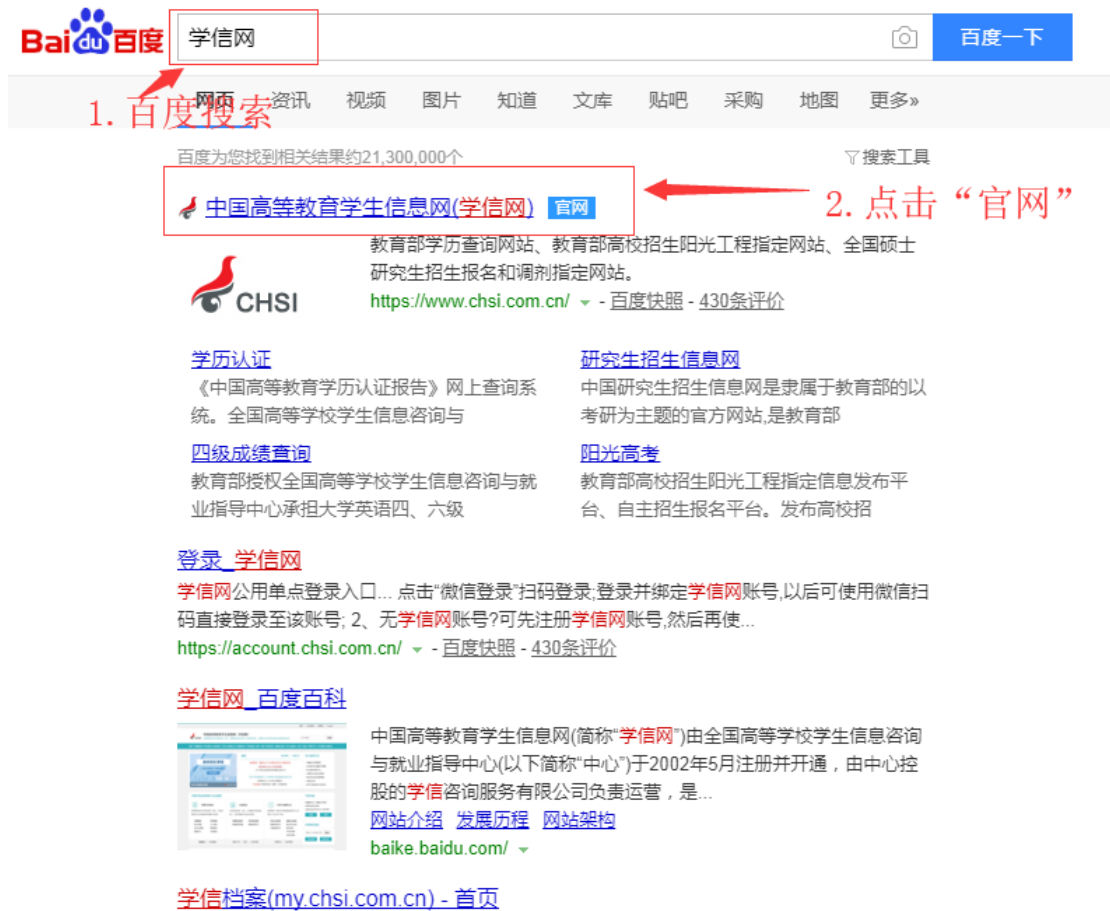 Bai du 百度 学信网 百度一下
网页 资讯 视频 图片 知道 文库 贴吧 采购 地图 更多»
1. 百度搜索
百度为您找到相关结果约21,300,000个 搜索工具
中国高等教育学生信息网(学信网) 官网
2. 点击“官网”
教育部学历查询网站、教育部高校招生阳光工程指定网站、全国硕士
研究生招生报名和调剂指定网站。
CHSI
https://www.chsi.com.cn/ - 百度快照 - 430条评价
学历认证
《中国高等教育学历认证报告》网上查询系
统。全国高等学校学生信息咨询与
研究生招生信息网
中国研究生招生信息网是隶属于教育部的以
考研为主题的官方网站,是教育部
四级成绩查询
教育部授权全国高等学校学生信息咨询与就
业指导中心承担大学英语四、六级
阳光高考
教育部高校招生阳光工程指定信息发布平
台、自主招生报名平台。发布高校招
登录_学信网
学信网公用单点登录入口... 点击“微信登录”扫码登录;登录并绑定学信网账号,以后可使用微信扫
码直接登录至该账号; 2、无学信网账号?可先注册学信网账号,然后再使...
https://account.chsi.com.cn/ - 百度快照 - 430条评价
学信网_百度百科
中国高等教育学生信息网(简称“学信网”)由全国高等学校学生信息咨询
与就业指导中心(以下简称“中心”)于2002年5月注册并开通，由中心控
股的学信咨询服务有限公司负责运营，是...
网站介绍 发展历程 网站架构
baike.baidu.com/
学信档案(my.chsi.com.cn) - 首页